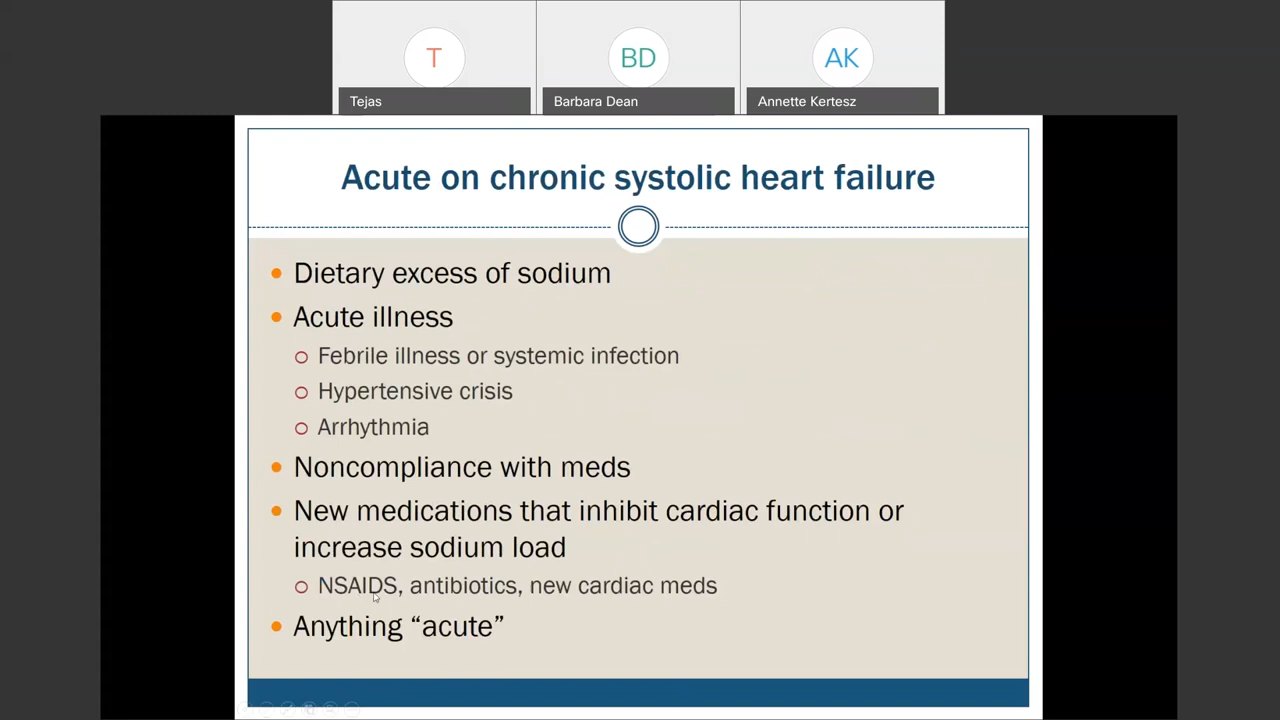 T
BD
AK
Tejas
Barbara Dean
Annette Kertesz
Acute on chronic systolic heart failure
Dietary excess of sodium
Acute illness
Febrile illness or systemic infection
Hypertensive crisis
Arrhythmia
Noncompliance with meds
New medications that inhibit cardiac function or
increase sodium load
NSAIDS, antibiotics, new cardiac meds
Anything “acute”